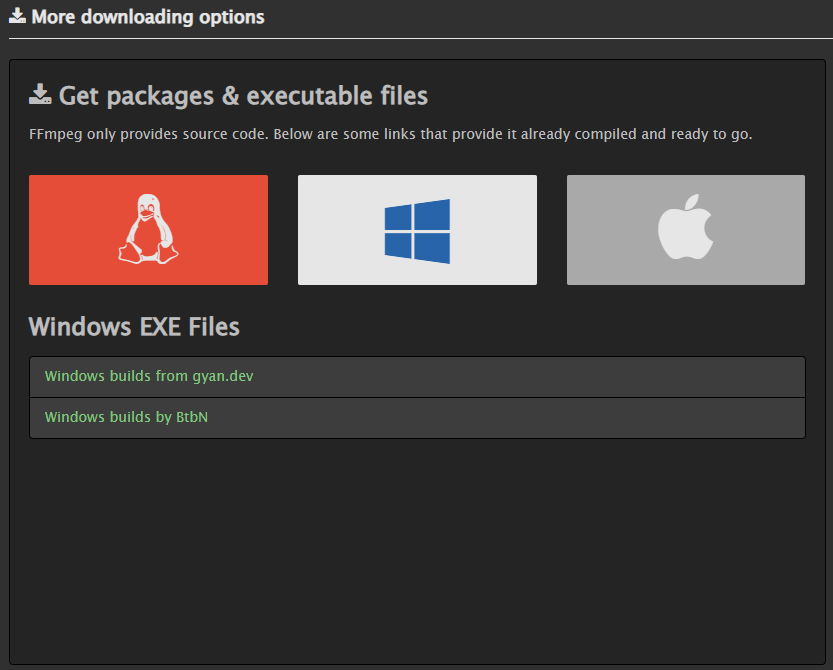 More downloading options
Get packages & executable files
FFmpeg only provides source code. Below are some links that provide it already compiled and ready to go.
Windows EXE Files
Windows builds from gyan.dev
Windows builds by BtbN